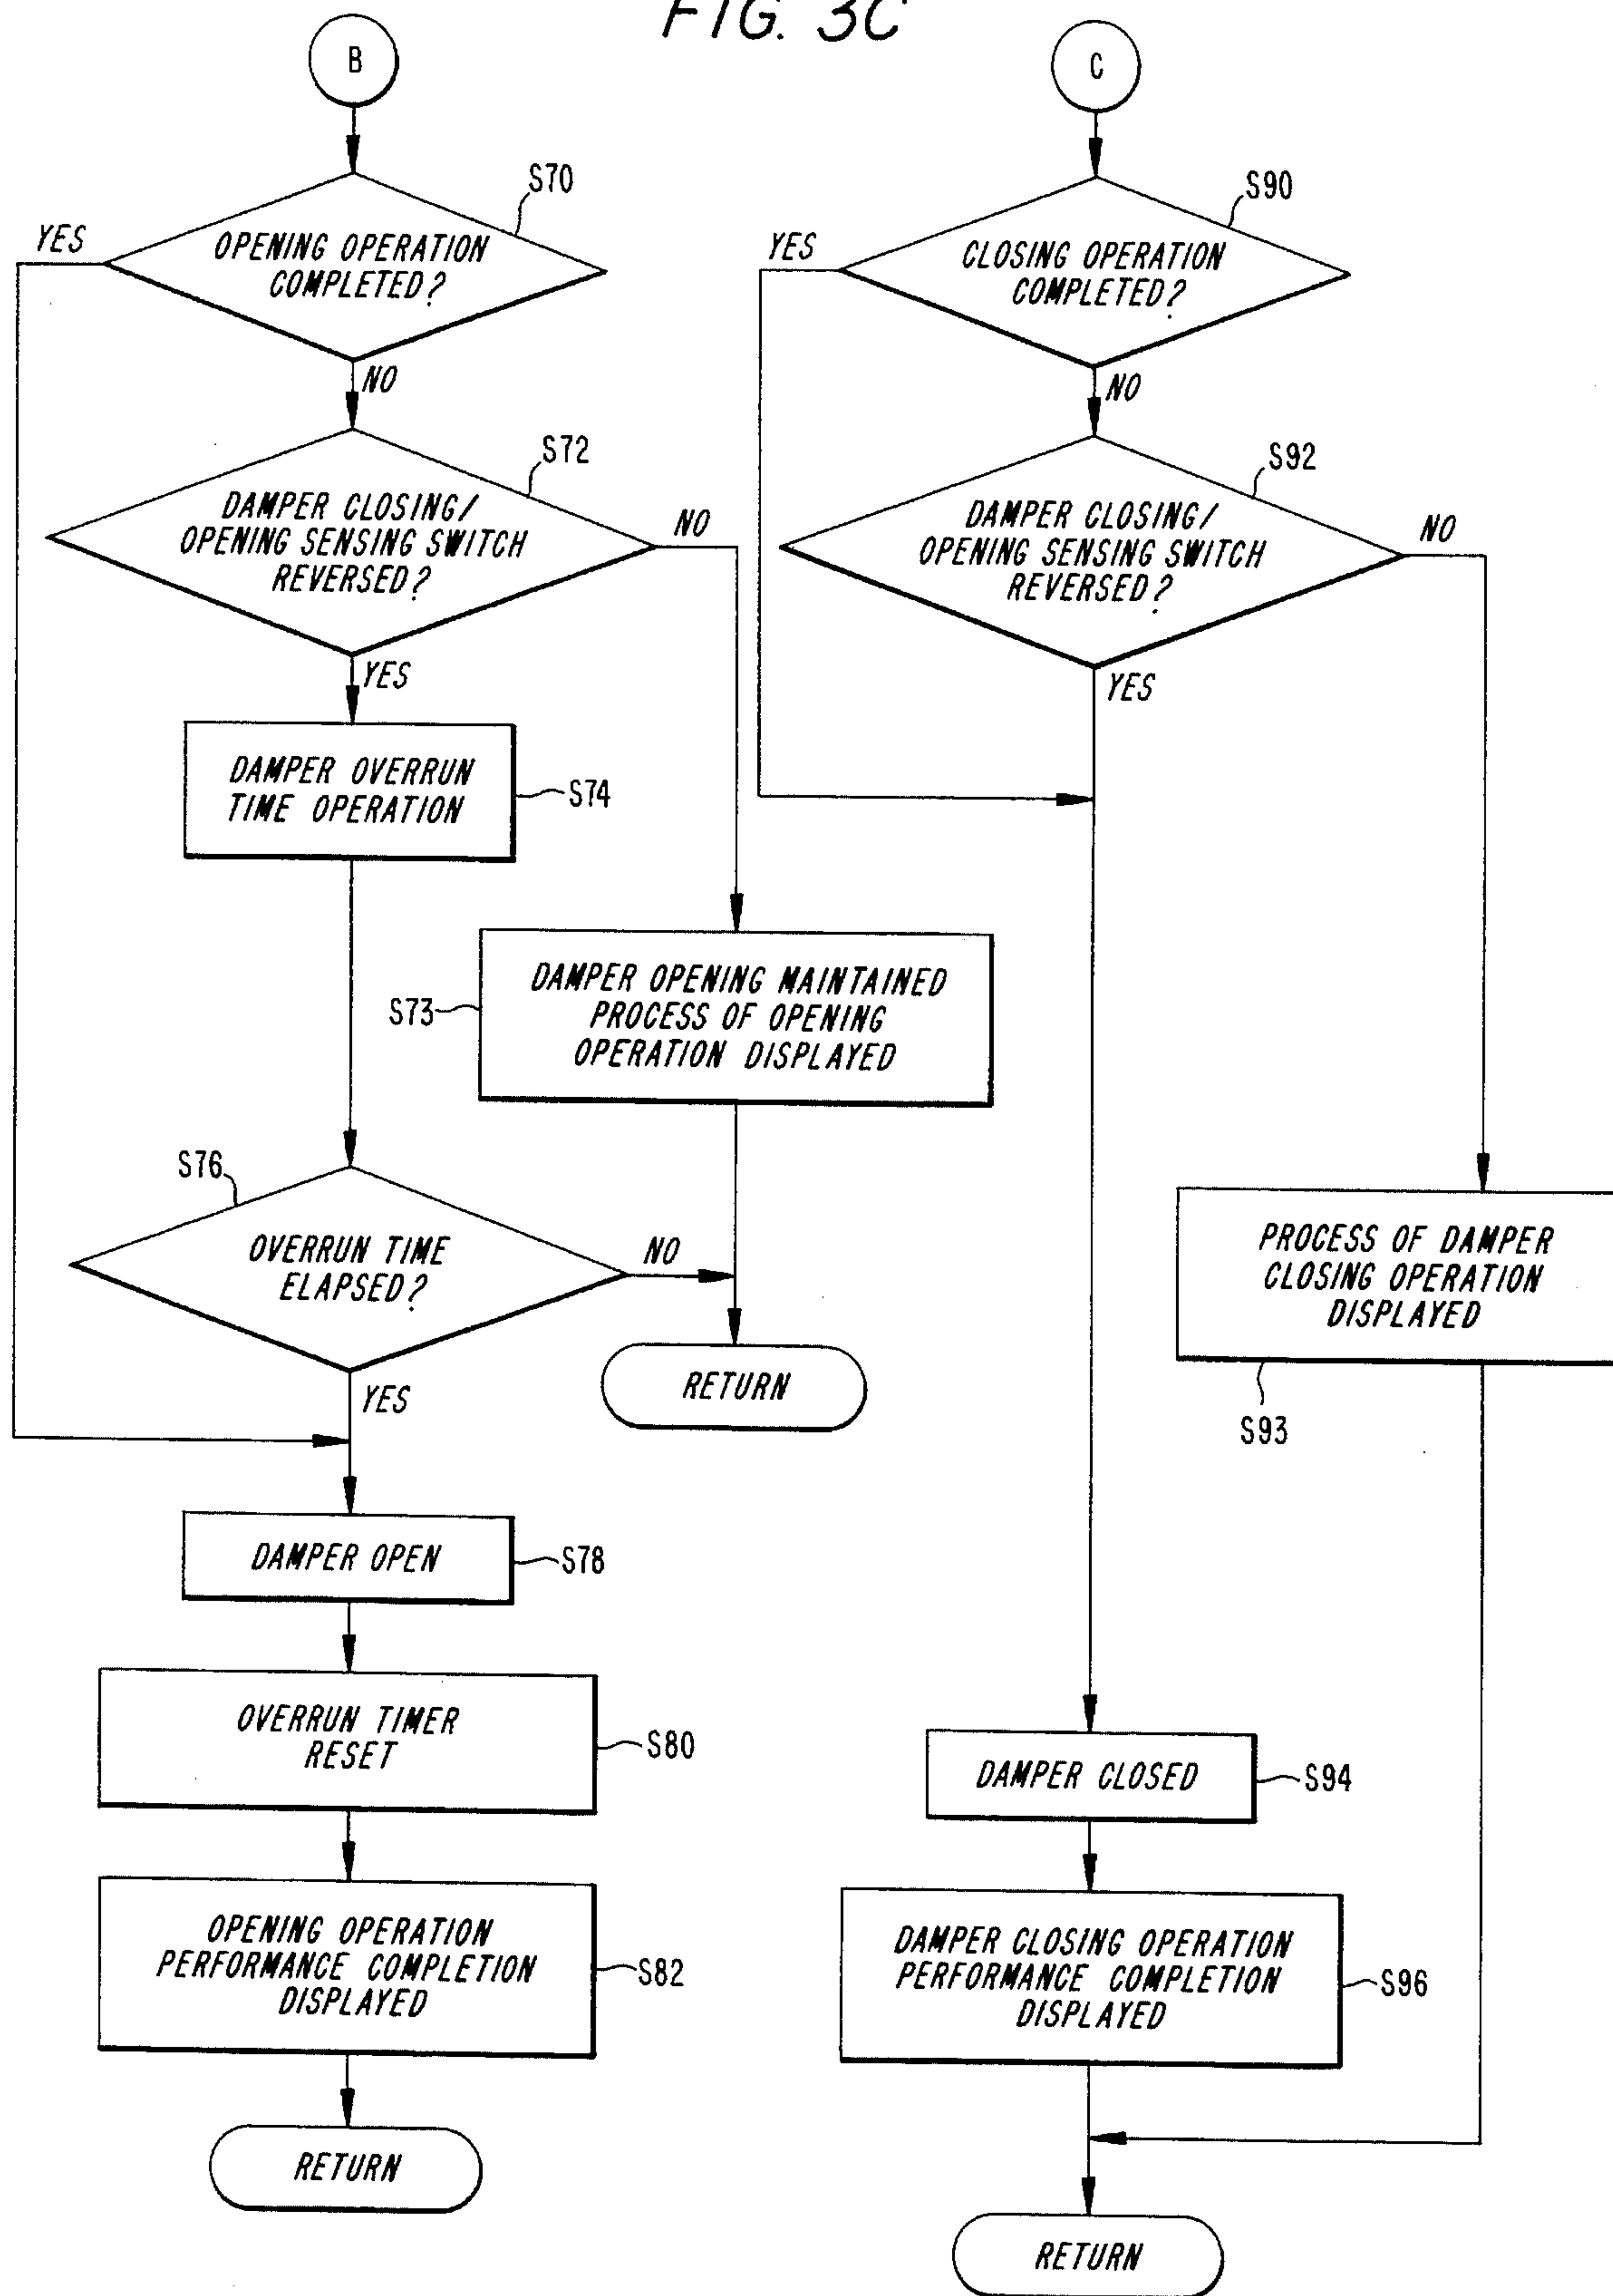 FIG. 3C
B
S70
YES
OPENING OPERATION
COMPLETED?
NO
S72
DAMPER CLOSING/
OPENING SENSING SWITCH
REVERSED?
NO
YES
DAMPER OVERRUN
TIME OPERATION
S74
S73
DAMPER OPENING MAINTAINED
PROCESS OF OPENING
OPERATION DISPLAYED
S76
OVERRUN TIME
ELAPSED?
NO
YES
RETURN
DAMPER OPEN
S78
OVERRUN TIMER
RESET
S80
OPENING OPERATION
PERFORMANCE COMPLETION
DISPLAYED
S82
RETURN
C
S90
YES
CLOSING OPERATION
COMPLETED?
NO
S92
DAMPER CLOSING/
OPENING SENSING SWITCH
REVERSED?
NO
YES
PROCESS OF DAMPER
CLOSING OPERATION
DISPLAYED
S93
DAMPER CLOSED
S94
DAMPER CLOSING OPERATION
PERFORMANCE COMPLETION
DISPLAYED
S96
RETURN